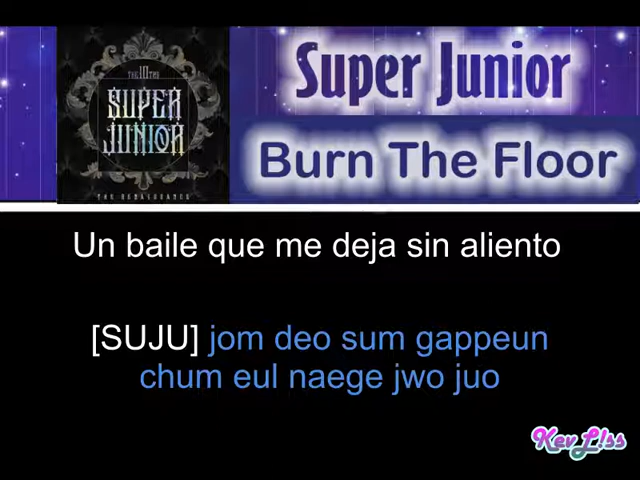 THE 10TH
SUPER
JUNIOR
THE RENAISSANCE
Super Junior
Burn The Floor
Un baile que me deja sin aliento
[SUJU] jom deo sum gappeun
chum eul naege jwo juo
KevL!ss